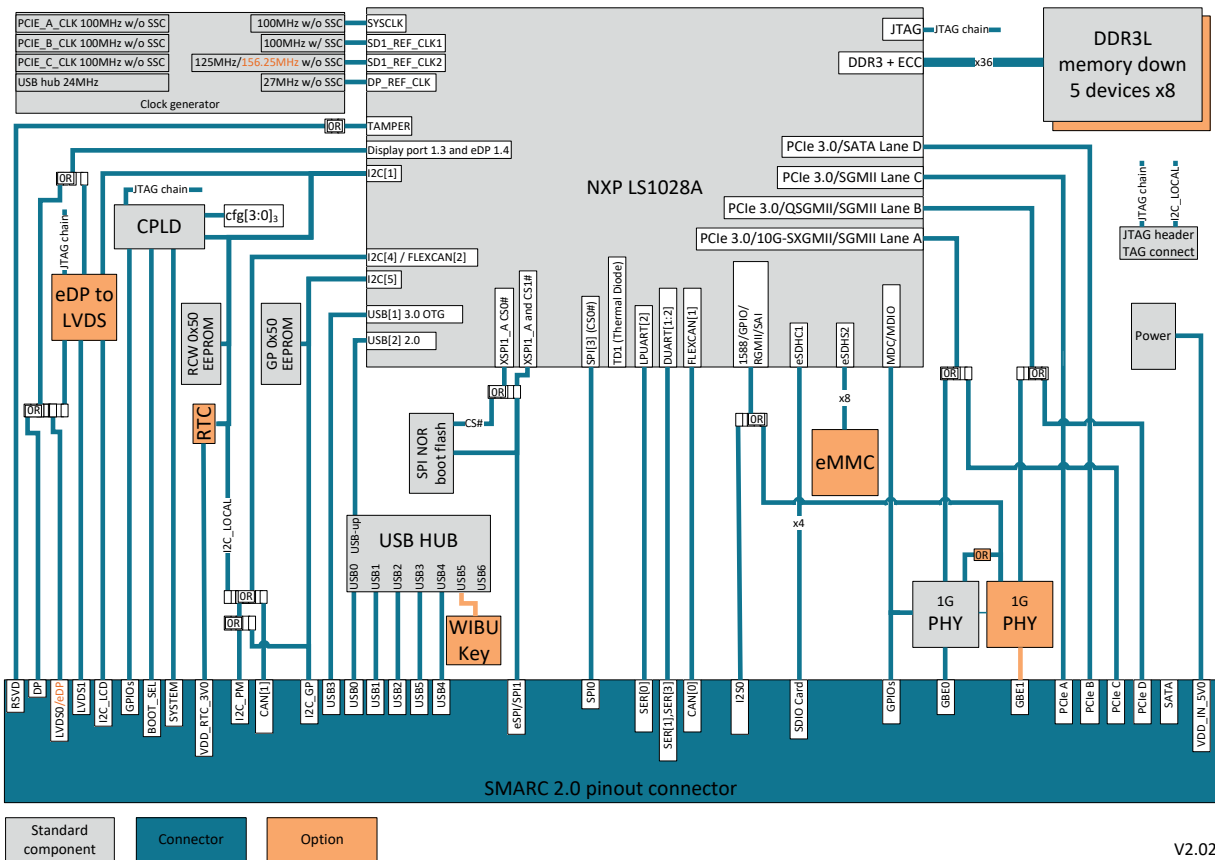 PCIE_A_CLK 100MHz w/o SSC
100MHz w/o SSC
SYSCLK
PCIE_B_CLK 100MHz w/o SSC
100MHz w/ SSC
SD1_REF_CLK1
PCIE_C_CLK 100MHz w/o SSC
125MHz/156.25MHz w/o SSC
SD1_REF_CLK2
USB hub 24MHz
27MHz w/o SSC
DP_REF_CLK
Clock generator
JTAG
JTAG chain
DDR3 + ECC
x36
DDR3L
memory down
5 devices x8
OR
TAMPER
Display port 1.3 and eDP 1.4
I2C[1]
NXP LS1028A
PCIe 3.0/SATA Lane D
PCIe 3.0/SGMII Lane C
PCIe 3.0/QSGMII/SGMII Lane B
PCIe 3.0/10G-SXGMII/SGMII Lane A
JTAG chain
I2C_LOCAL
JTAG header
TAG connect
OR
JTAG chain
CPLD
cfg[3:0]₃
JTAG chain
eDP to
LVDS
I2C[4] / FLEXCAN[2]
I2C[5]
USB[1] 3.0 OTG
USB[2] 2.0
RCW 0x50
EEPROM
GP 0x50
EEPROM
XSPI1_A CS0#
XSPI1_A and CS1#
SPI[3] (CS0#)
TD1 (Thermal Diode)
LPUART[2]
DUART[1:2]
FLEXCAN[1]
1588/GPIO/
RGMII/SAI
eSDHC1
eSDHS2
MDC/MDIO
Power
OR
OR
OR
OR
RTC
CS#
SPI NOR
boot flash
OR
x8
eMMC
x4
I2C_LOCAL
USB-up
USB HUB
USB0
USB1
USB2
USB3
USB4
USB5
USB6
WIBU
Key
OR
1G
PHY
1G
PHY
OR
OR
RSVD
DP
LVDS0/eDP
LVDS1
I2C_LCD
GPIOs
BOOT_SEL
SYSTEM
VDD_RTC_3V0
I2C_PM
CAN[1]
I2C_GP
USB3
USB0
USB1
USB2
USB5
USB4
eSPI/SPI1
SPI0
SER[0]
SER[1],SER[3]
CAN[0]
I2S0
SDIO Card
GPIOs
GBE0
GBE1
PCIe A
PCIe B
PCIe C
PCIe D
SATA
VDD_IN_5V0
SMARC 2.0 pinout connector
Standard
component
Connector
Option
V2.02